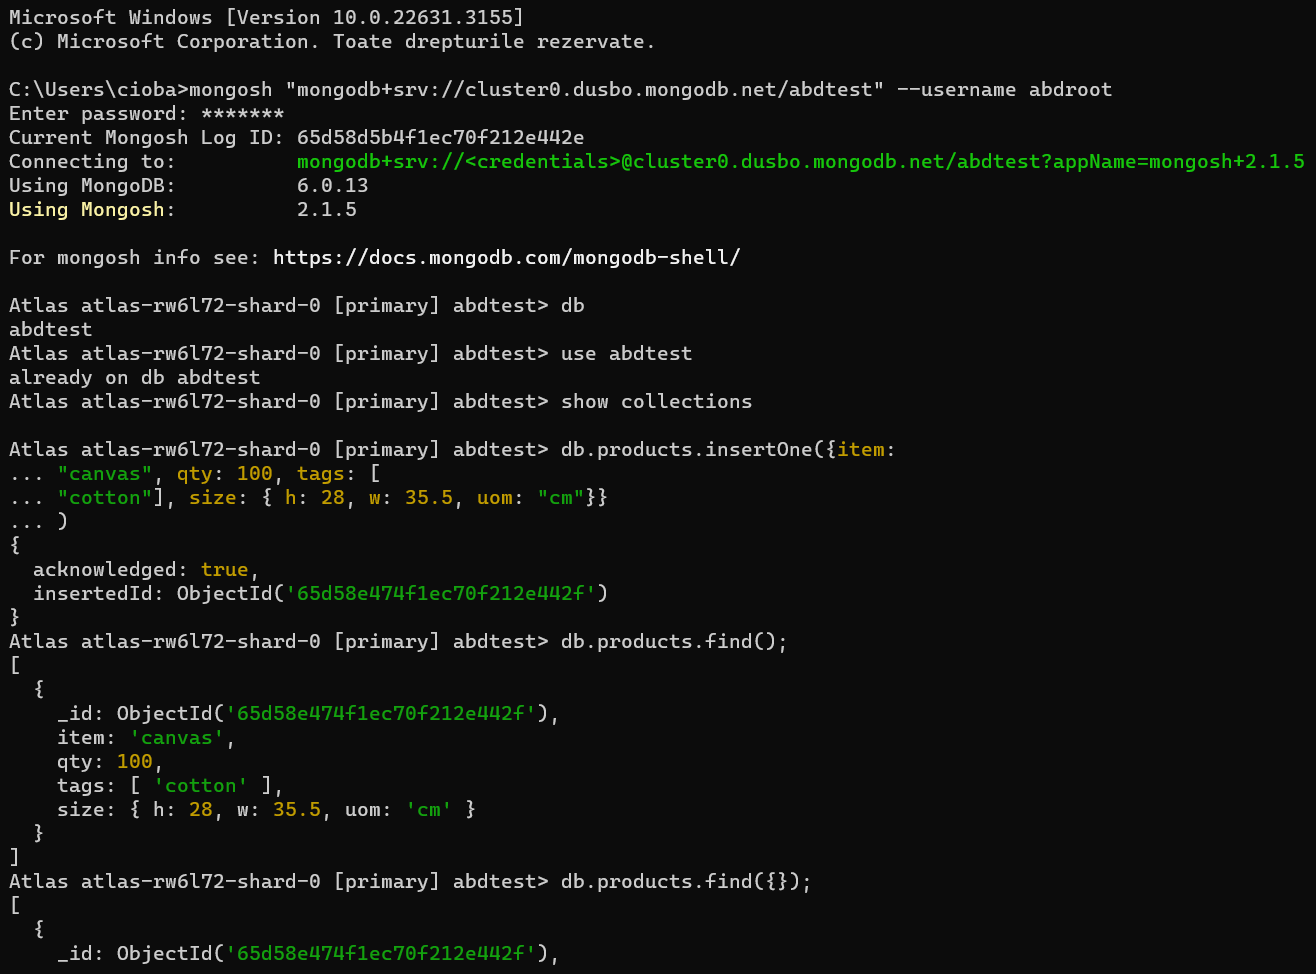 Microsoft Windows [Version 10.0.22631.3155]
(c) Microsoft Corporation. Toate drepturile rezervate.
C:\Users\cioba>mongosh "mongodb+srv://cluster0.dusbo.mongodb.net/abdtest" --username abdroot
Enter password: *******
Current Mongosh Log ID: 65d58d5b4f1ec70f212e442e
Connecting to:          mongodb+srv://<credentials>@cluster0.dusbo.mongodb.net/abdtest?appName=mongosh+2.1.5
Using MongoDB:          6.0.13
Using Mongosh:          2.1.5
For mongosh info see: https://docs.mongodb.com/mongodb-shell/
Atlas atlas-rw6l72-shard-0 [primary] abdtest> db
abdtest
Atlas atlas-rw6l72-shard-0 [primary] abdtest> use abdtest
already on db abdtest
Atlas atlas-rw6l72-shard-0 [primary] abdtest> show collections
Atlas atlas-rw6l72-shard-0 [primary] abdtest> db.products.insertOne({item:
... "canvas", qty: 100, tags: [
... "cotton"], size: { h: 28, w: 35.5, uom: "cm"}}
... )
{
  acknowledged: true,
  insertedId: ObjectId('65d58e474f1ec70f212e442f')
}
Atlas atlas-rw6l72-shard-0 [primary] abdtest> db.products.find();
[
  {
    _id: ObjectId('65d58e474f1ec70f212e442f'),
    item: 'canvas',
    qty: 100,
    tags: [ 'cotton' ],
    size: { h: 28, w: 35.5, uom: 'cm' }
  }
]
Atlas atlas-rw6l72-shard-0 [primary] abdtest> db.products.find({});
[
  {
    _id: ObjectId('65d58e474f1ec70f212e442f'),